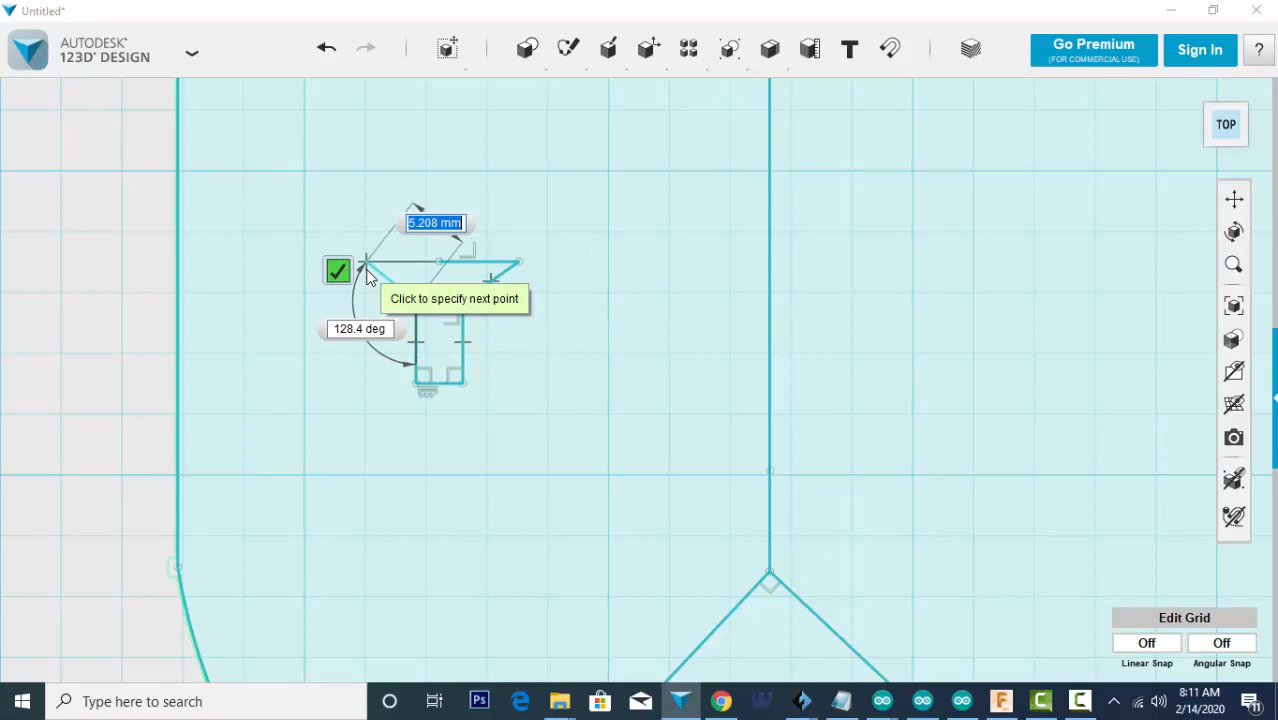 Untitled*
AUTODESK®
123D® DESIGN
Go Premium
(FOR COMMERCIAL USE)
Sign In
?
T
TOP
5.208 mm
Click to specify next point
128.4 deg
Edit Grid
Off
Off
Linear Snap
Angular Snap
Type here to search
Ps
8:11 AM
2/14/2020
11